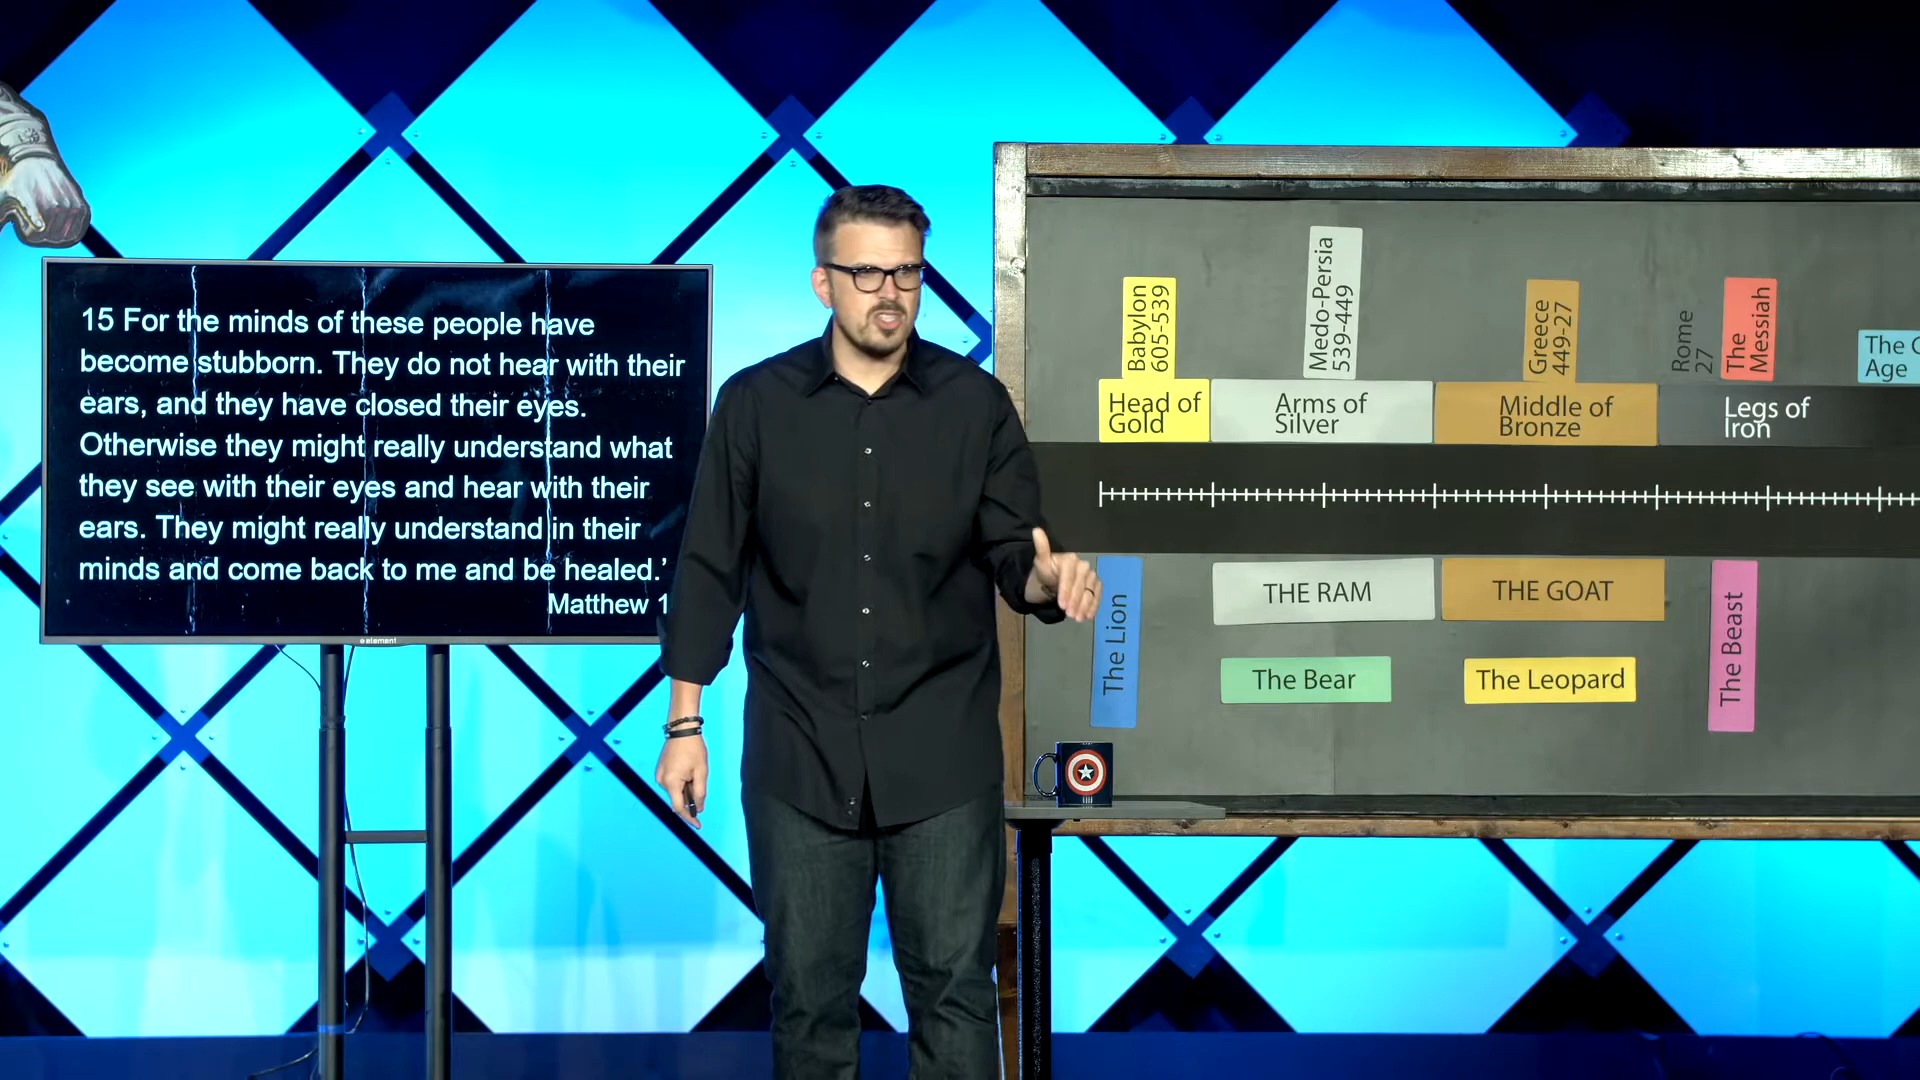 15 For the minds of these people have
become stubborn. They do not hear with their
ears, and they have closed their eyes.
Otherwise they might really understand what
they see with their eyes and hear with their
ears. They might really understand in their
minds and come back to me and be healed.’
Matthew 1
element
Babylon
605-539
Medo-Persia
539-449
Greece
449-27
Rome
27
The
Messiah
The C
Age
Head of
Gold
Arms of
Silver
Middle of
Bronze
Legs of
Iron
The Lion
THE RAM
THE GOAT
The Bear
The Leopard
The Beast